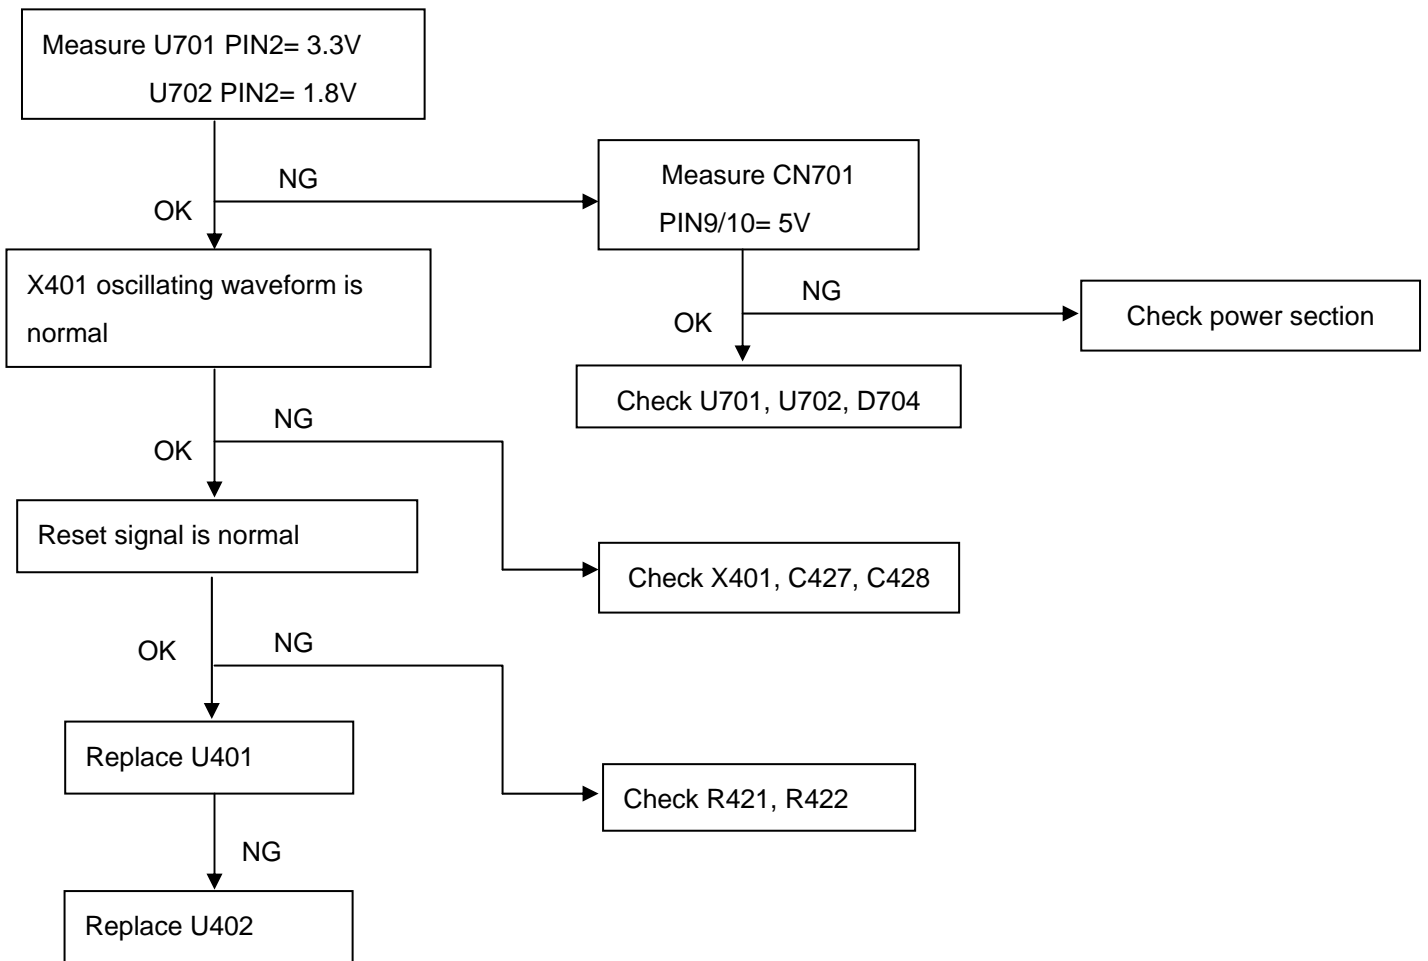 Measure U701 PIN2= 3.3V
U702 PIN2= 1.8V
NG
OK
Measure CN701
PIN9/10= 5V
X401 oscillating waveform is
normal
NG
OK
Check power section
Check U701, U702, D704
NG
OK
Reset signal is normal
Check X401, C427, C428
NG
OK
Replace U401
Check R421, R422
NG
Replace U402